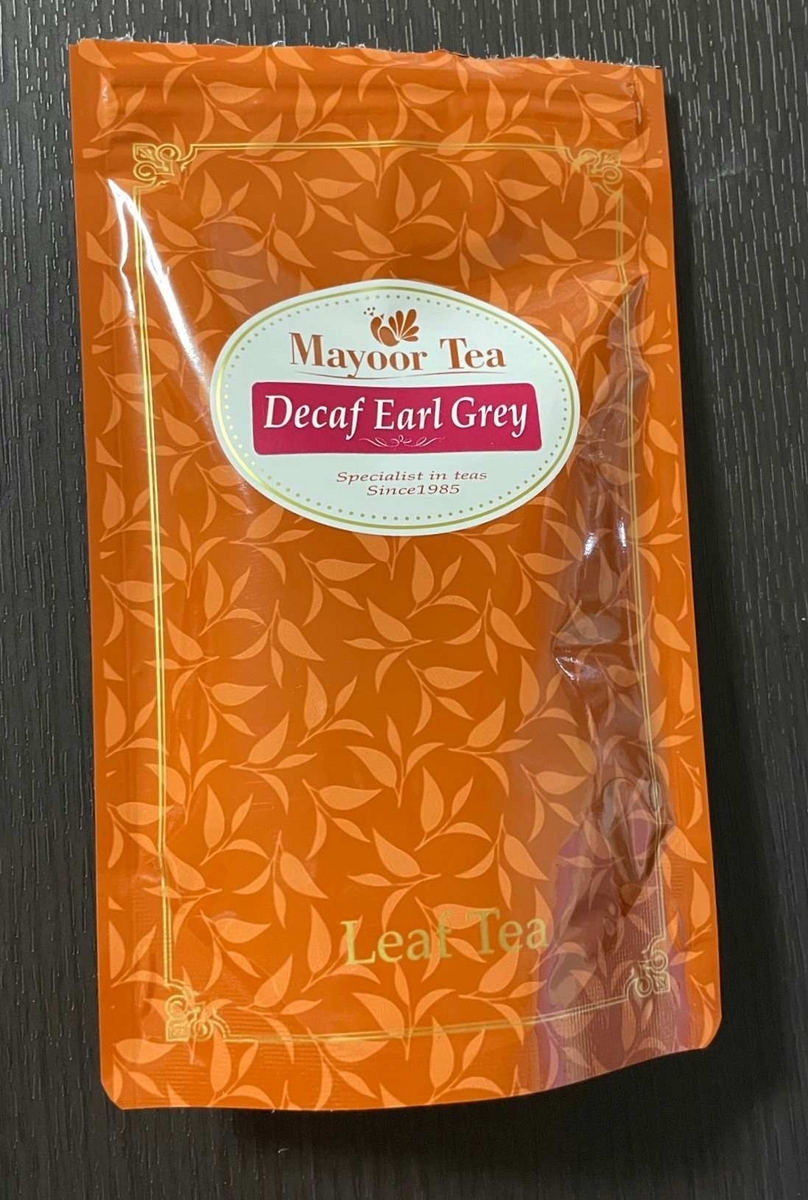 Mayoor Tea
Decaf Earl Grey
Specialist in teas
Since1985
Leaf Tea